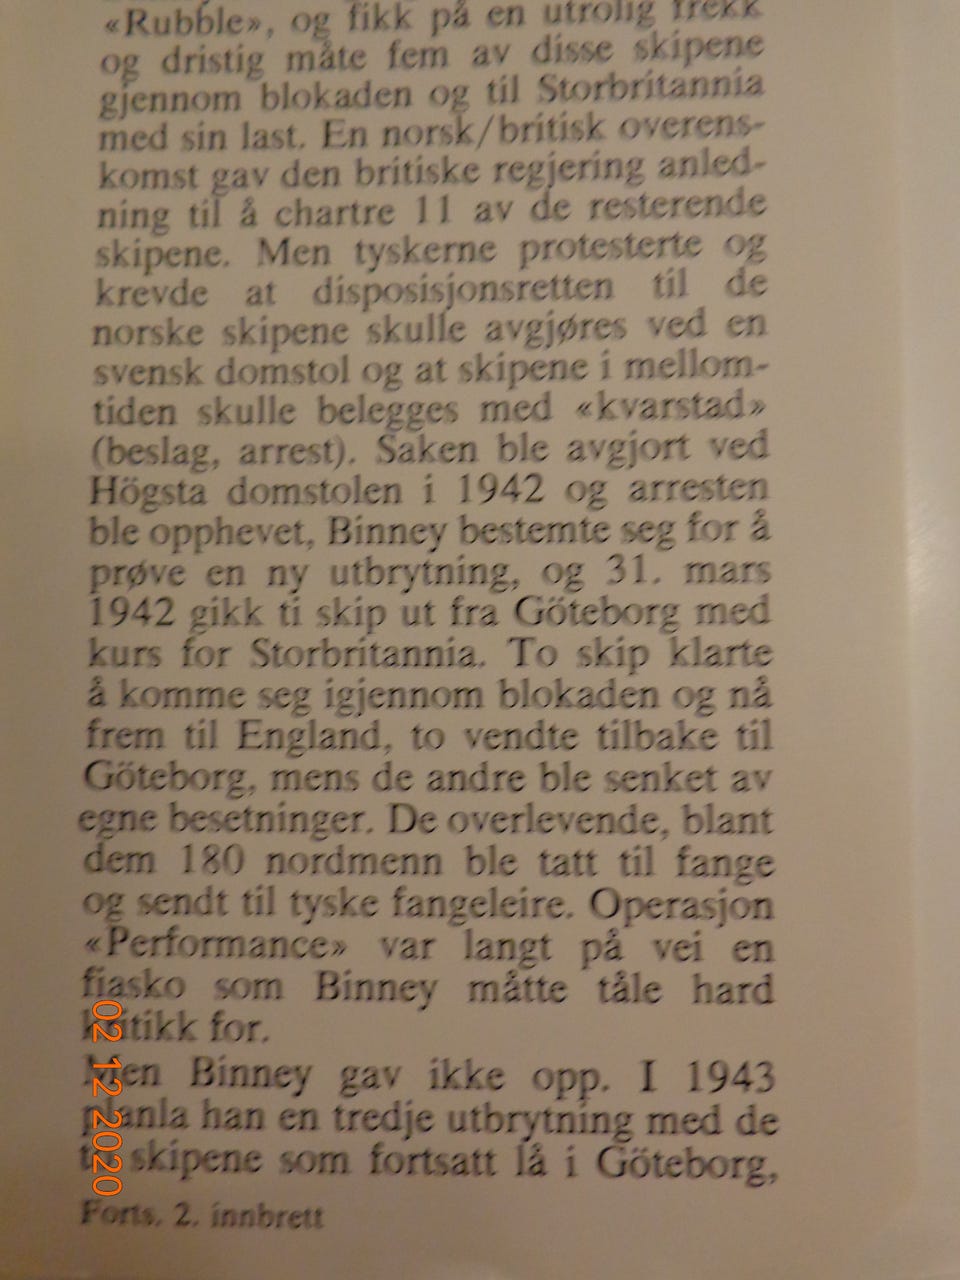 «Rubble», og fikk på en utrolig frekk
og dristig måte fem av disse skipene
gjennom blokaden og til Storbritannia
med sin last. En norsk/britisk overens-
komst gav den britiske regjering anled-
ning til å chartre 11 av de resterende
skipene. Men tyskerne protesterte og
krevde at disposisjonsretten til de
norske skipene skulle avgjøres ved en
svensk domstol og at skipene i mellom-
tiden skulle belegges med «kvarstad»
(beslag, arrest). Saken ble avgjort ved
Högsta domstolen i 1942 og arresten
ble opphevet, Binney bestemte seg for å
prøve en ny utbrytning, og 31. mars
1942 gikk ti skip ut fra Göteborg med
kurs for Storbritannia. To skip klarte
å komme seg igjennom blokaden og nå
frem til England, to vendte tilbake til
Göteborg, mens de andre ble senket av
egne besetninger. De overlevende, blant
dem 180 nordmenn ble tatt til fange
og sendt til tyske fangeleire. Operasjon
«Performance» var langt på vei en
fiasko som Binney måtte tåle hard
kritikk for.
Men Binney gav ikke opp. I 1943
planla han en tredje utbrytning med de
to skipene som fortsatt lå i Göteborg,
Forts. 2. innbrett
02 12 2020